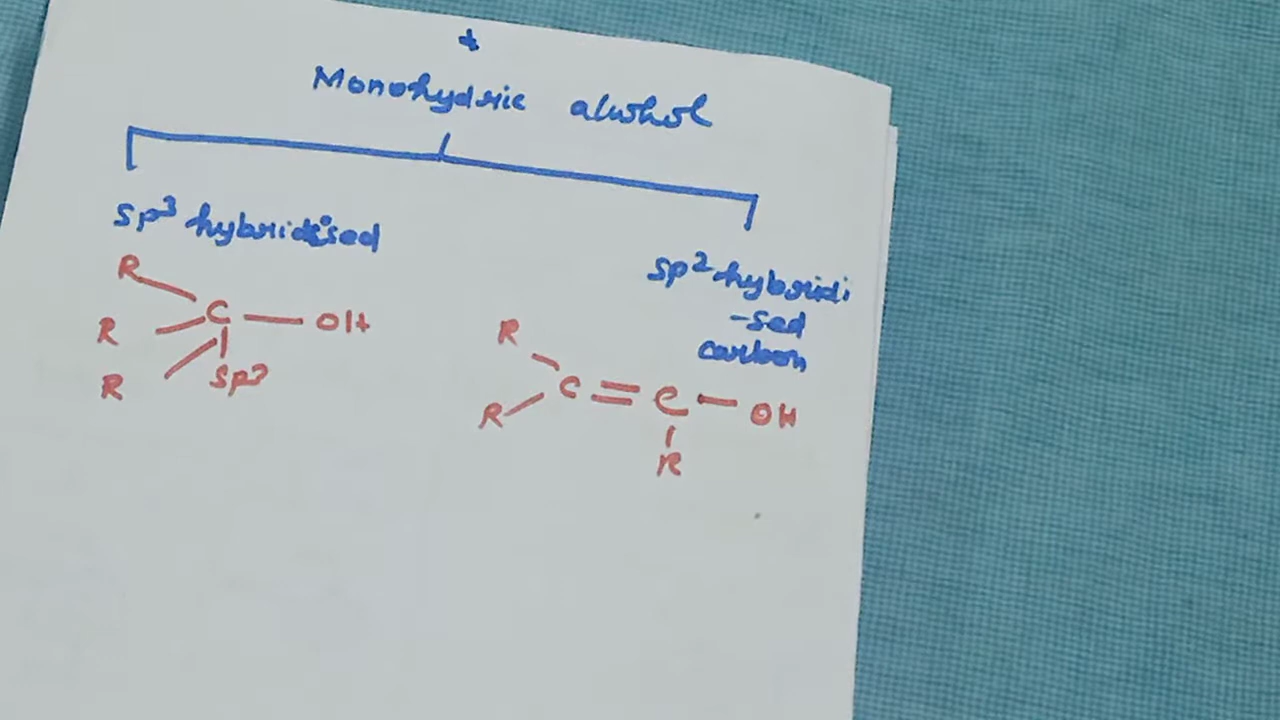 Monohydric alcohol
sp³ hybridised
sp² hybridi
-sed
carbon
R
R
R
C — OH
sp³
R
R
C = C — OH
R